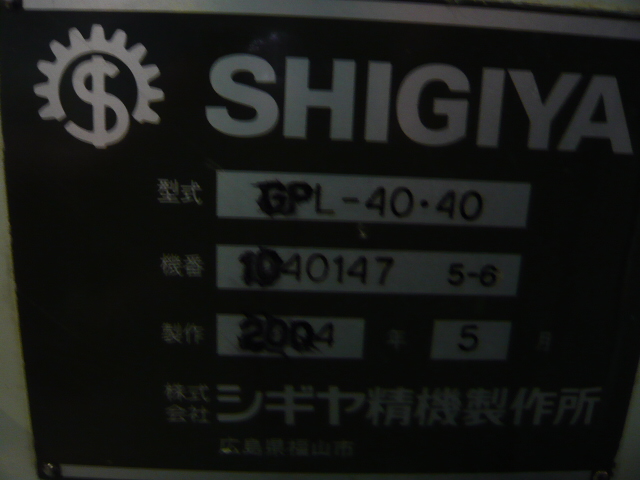 SHIGIYA
型式 GPL-40・40
機番 1040147 5-6
製作 2004 年 5 月
株式会社 シギヤ精機製作所
広島県福山市